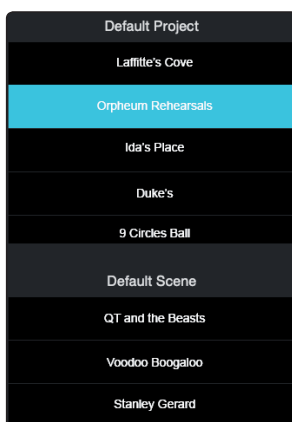 Default Project
Laffitte's Cove
Orpheum Rehearsals
Ida's Place
Duke's
9 Circles Ball
Default Scene
QT and the Beasts
Voodoo Boogaloo
Stanley Gerard